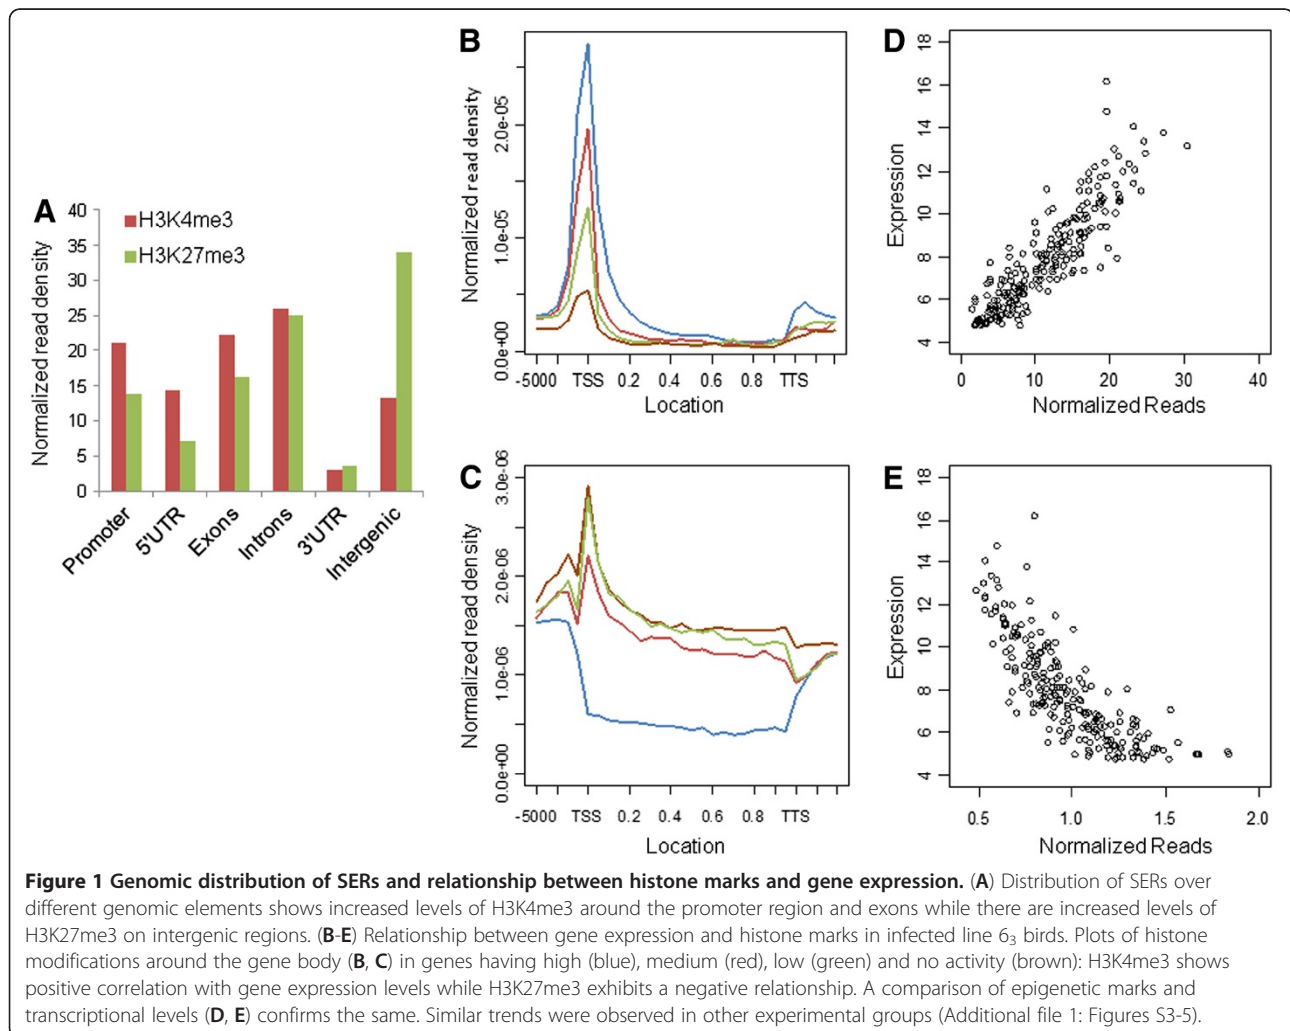 A
Normalized read density
40
35
30
25
20
15
10
5
0
H3K4me3
H3K27me3
Promoter
5'UTR
Exons
Introns
3'UTR
Intergenic
B
Normalized read density
2.0e-05
1.0e-05
0.0e+00
-5000 TSS 0.2 0.4 0.6 0.8 TTS
Location
C
Normalized read density
3.0e-06
2.0e-06
1.0e-06
0.0e+00
-5000 TSS 0.2 0.4 0.6 0.8 TTS
Location
D
Expression
18
16
14
12
10
8
6
4
0 10 20 30 40
Normalized Reads
E
Expression
18
16
14
12
10
8
6
4
0.5 1.0 1.5 2.0
Normalized Reads
Figure 1 Genomic distribution of SERs and relationship between histone marks and gene expression. (A) Distribution of SERs over
different genomic elements shows increased levels of H3K4me3 around the promoter region and exons while there are increased levels of
H3K27me3 on intergenic regions. (B-E) Relationship between gene expression and histone marks in infected line 6₃ birds. Plots of histone
modifications around the gene body (B, C) in genes having high (blue), medium (red), low (green) and no activity (brown): H3K4me3 shows
positive correlation with gene expression levels while H3K27me3 exhibits a negative relationship. A comparison of epigenetic marks and
transcriptional levels (D, E) confirms the same. Similar trends were observed in other experimental groups (Additional file 1: Figures S3-5).